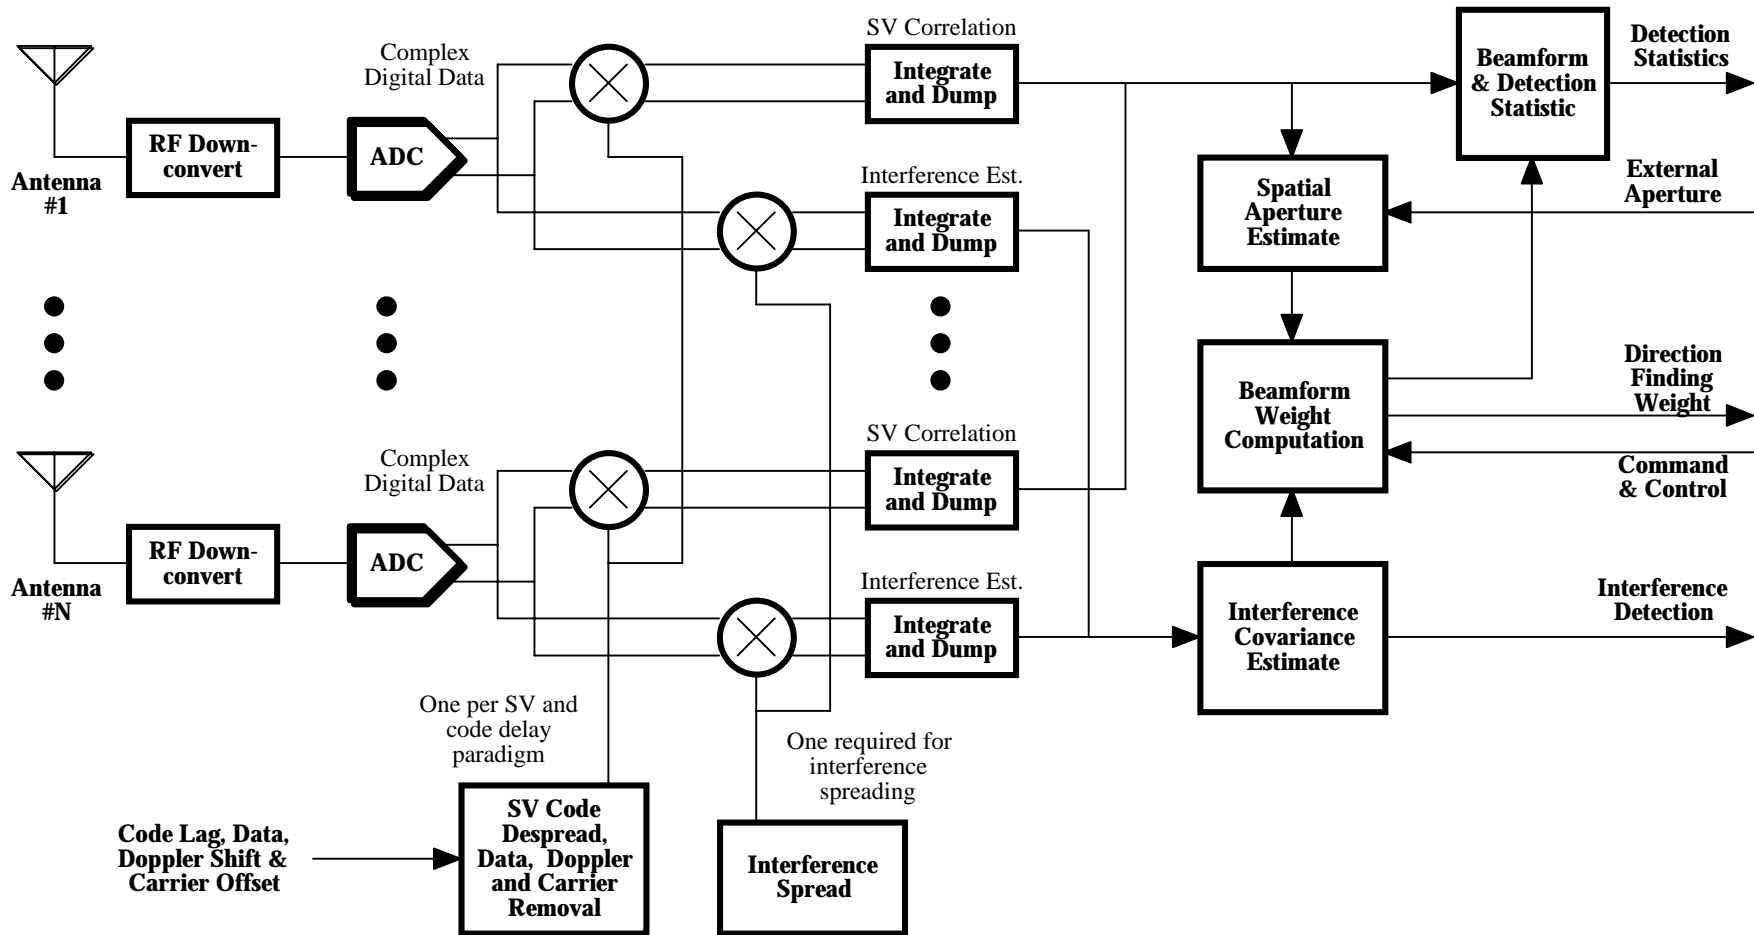 SV Correlation
Complex
Digital Data
Integrate
and Dump
Beamform
& Detection
Statistic
Detection
Statistics
RF Down-
convert
ADC
Antenna
#1
Interference Est.
Integrate
and Dump
Spatial
Aperture
Estimate
External
Aperture
Beamform
Weight
Computation
Direction
Finding
Weight
Command
& Control
SV Correlation
Complex
Digital Data
Integrate
and Dump
RF Down-
convert
ADC
Antenna
#N
Interference Est.
Integrate
and Dump
Interference
Covariance
Estimate
Interference
Detection
One per SV and
code delay
paradigm
One required for
interference
spreading
Code Lag, Data,
Doppler Shift &
Carrier Offset
SV Code
Despread,
Data, Doppler
and Carrier
Removal
Interference
Spread